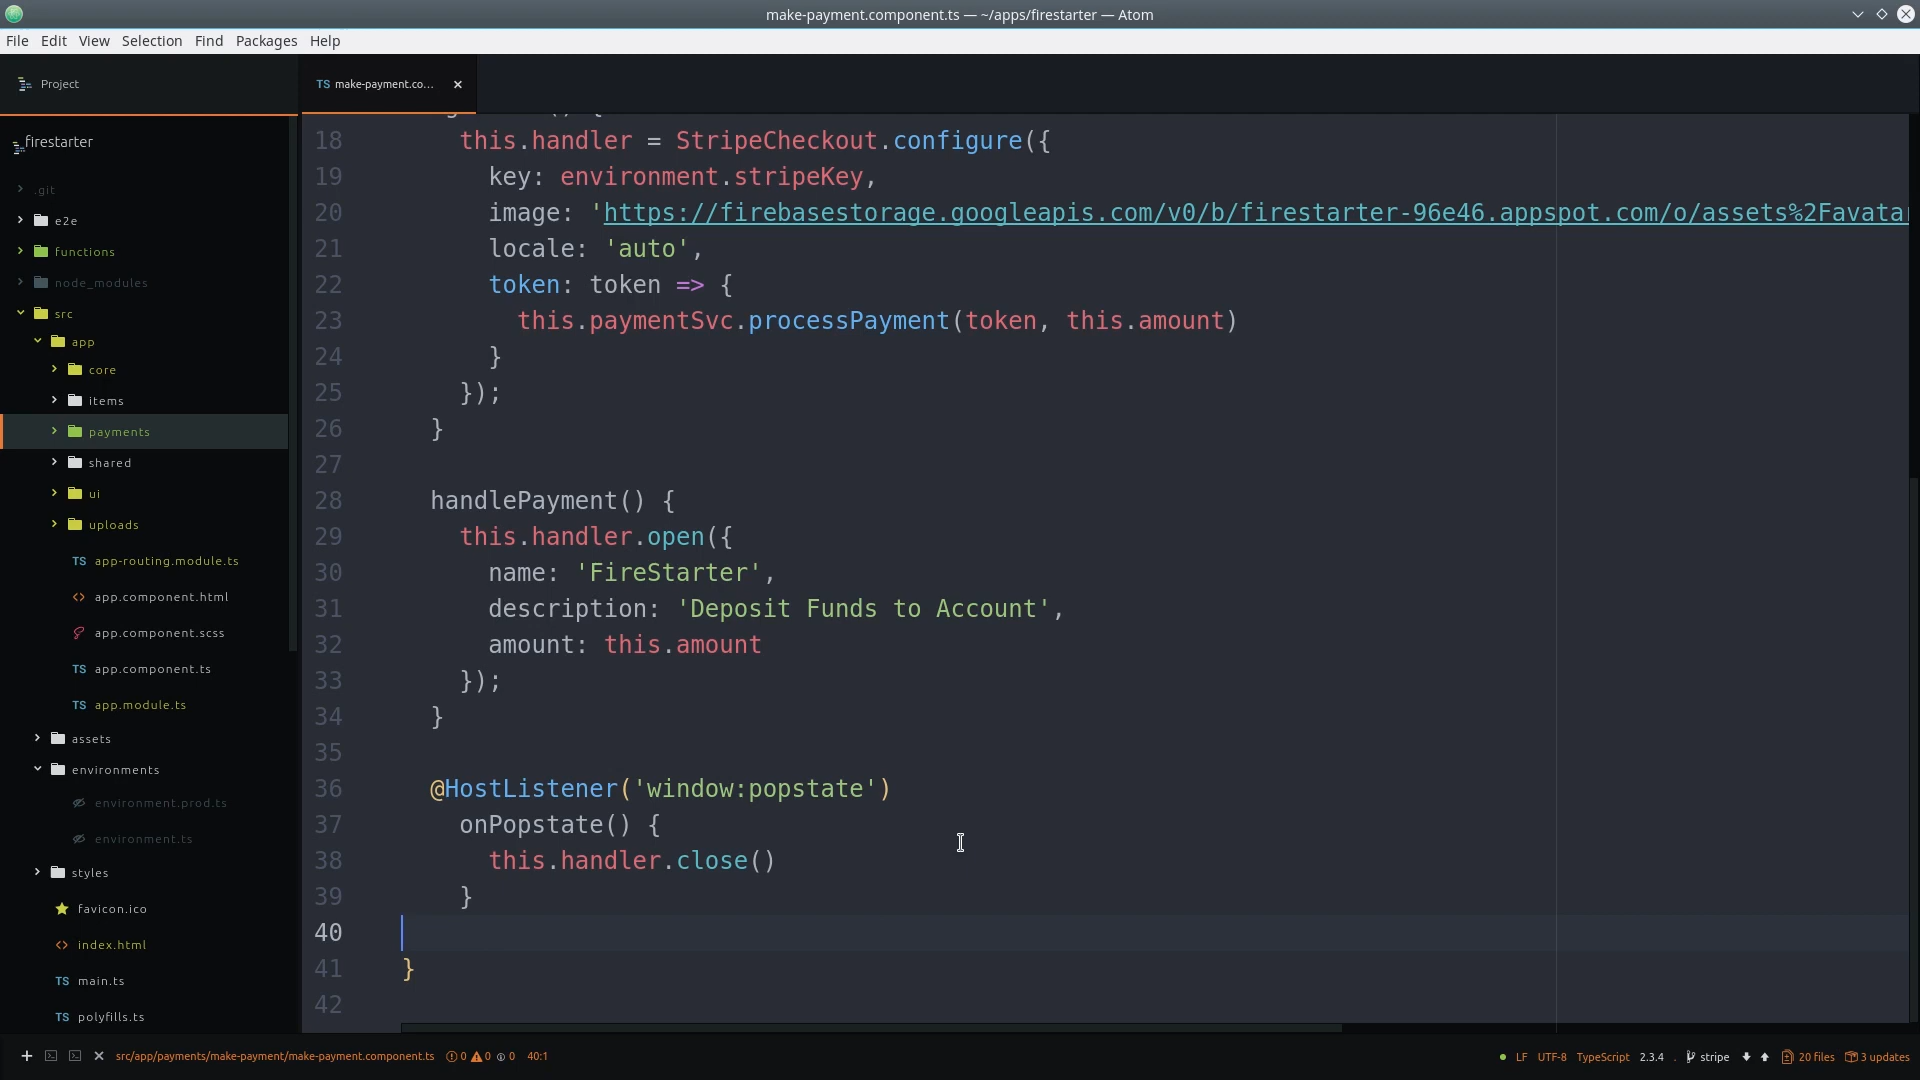 make-payment.component.ts — ~/apps/firestarter — Atom
File Edit View Selection Find Packages Help
Project
TS make-payment.co...
firestarter
.git
e2e
functions
node_modules
src
app
core
items
payments
shared
ui
uploads
TS app-routing.module.ts
<> app.component.html
app.component.scss
TS app.component.ts
TS app.module.ts
assets
environments
environment.prod.ts
environment.ts
styles
favicon.ico
<> index.html
TS main.ts
TS polyfills.ts
18 this.handler = StripeCheckout.configure({
19 key: environment.stripeKey,
20 image: 'https://firebasestorage.googleapis.com/v0/b/firestarter-96e46.appspot.com/o/assets%2Favatar
21 locale: 'auto',
22 token: token => {
23 this.paymentSvc.processPayment(token, this.amount)
24 }
25 });
26 }
27
28 handlePayment() {
29 this.handler.open({
30 name: 'FireStarter',
31 description: 'Deposit Funds to Account',
32 amount: this.amount
33 });
34 }
35
36 @HostListener('window:popstate')
37 onPopstate() {
38 this.handler.close()
39 }
40
41 }
42
src/app/payments/make-payment/make-payment.component.ts 0 0 0 40:1 LF UTF-8 TypeScript 2.3.4 . stripe 20 files 3 updates